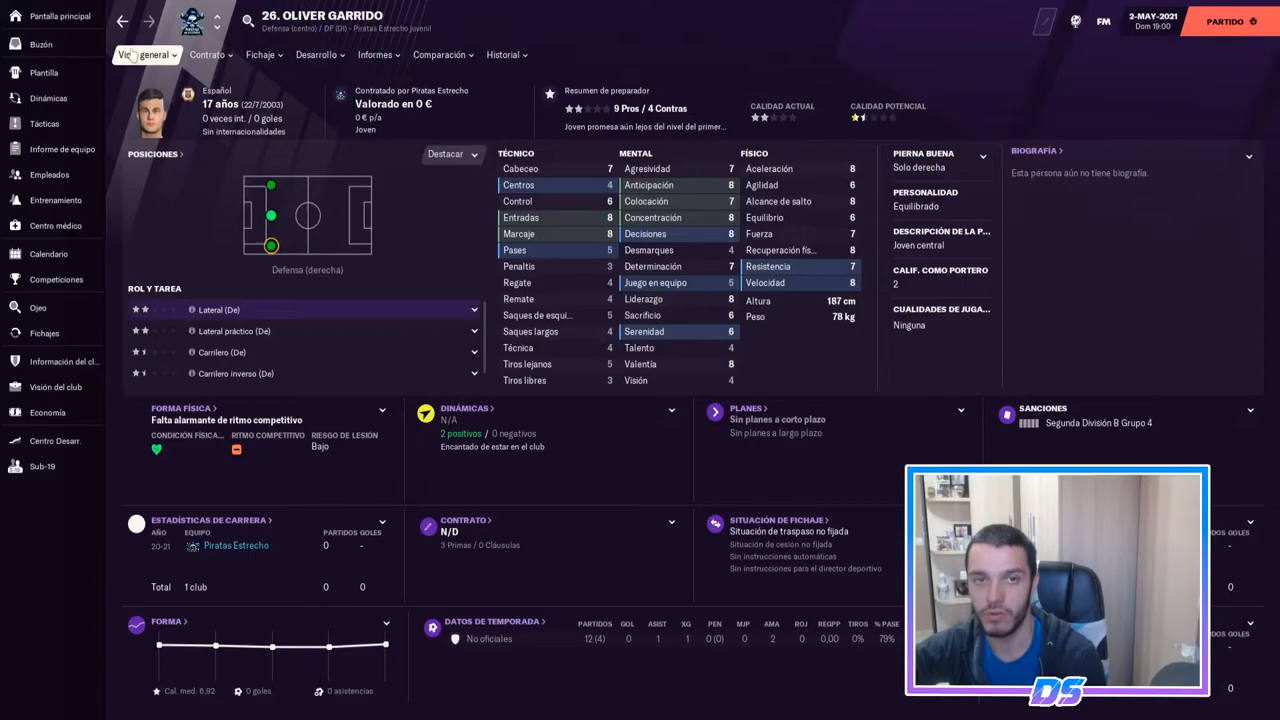 Pantalla principal
Buzón
Plantilla
Dinámicas
Tácticas
Informe de equipo
Empleados
Entrenamiento
Centro médico
Calendario
Competiciones
Ojeo
Fichajes
Información del cl...
Visión del club
Economía
Centro Desarr.
Sub-19
26. OLIVER GARRIDO
Defensa (centro) / DF (DI) - Piratas Estrecho juvenil
FM
2-MAY-2021
Dom 19:00
PARTIDO
general
Contrato
Fichaje
Desarrollo
Informes
Comparación
Historial
Español
17 años (22/7/2003)
0 veces int. / 0 goles
Sin internacionalidades
Contratado por Piratas Estrecho
Valorado en 0 €
0 € p/a
Joven
Resumen de preparador
9 Pros / 4 Contras
Joven promesa aún lejos del nivel del primer...
CALIDAD ACTUAL
CALIDAD POTENCIAL
POSICIONES
Destacar
Defensa (derecha)
ROL Y TAREA
Lateral (De)
Lateral práctico (De)
Carrilero (De)
Carrilero inverso (De)
TÉCNICO
Cabeceo 7
Centros 4
Control 6
Entradas 8
Marcaje 8
Pases 5
Penaltis 3
Regate 4
Remate 4
Saques de esqui... 5
Saques largos 4
Técnica 4
Tiros lejanos 5
Tiros libres 3
MENTAL
Agresividad 7
Anticipación 8
Colocación 7
Concentración 8
Decisiones 8
Desmarques 4
Determinación 7
Juego en equipo 5
Liderazgo 8
Sacrificio 6
Serenidad 6
Talento 4
Valentía 8
Visión 4
FÍSICO
Aceleración 8
Agilidad 6
Alcance de salto 8
Equilibrio 6
Fuerza 7
Recuperación fís... 8
Resistencia 7
Velocidad 8
Altura 187 cm
Peso 78 kg
PIERNA BUENA
Solo derecha
PERSONALIDAD
Equilibrado
DESCRIPCIÓN DE LA P...
Joven central
CALIF. COMO PORTERO
2
CUALIDADES DE JUGA...
Ninguna
BIOGRAFÍA
Esta persona aún no tiene biografía.
FORMA FÍSICA
Falta alarmante de ritmo competitivo
CONDICIÓN FÍSICA... RITMO COMPETITIVO RIESGO DE LESIÓN
Bajo
DINÁMICAS
N/A
2 positivos / 0 negativos
Encantado de estar en el club
PLANES
Sin planes a corto plazo
Sin planes a largo plazo
SANCIONES
Segunda División B Grupo 4
ESTADÍSTICAS DE CARRERA
AÑO EQUIPO PARTIDOS GOLES
20-21 Piratas Estrecho 0 -
Total 1 club 0 0
CONTRATO
N/D
3 Primas / 0 Cláusulas
SITUACIÓN DE FICHAJE
Situación de traspaso no fijada
Situación de cesión no fijada
Sin instrucciones automáticas
Sin instrucciones para el director deportivo
-
0
FORMA
Cal. med. 6,92
0 goles
0 asistencias
DATOS DE TEMPORADA
PARTIDOS GOL ASIST XG PEN MJP AMA ROJ REGPP TIROS % PASE
No oficiales 12 (4) 0 1 1 0 (0) 0 2 0 0,00 0% 79%
-
0
DS